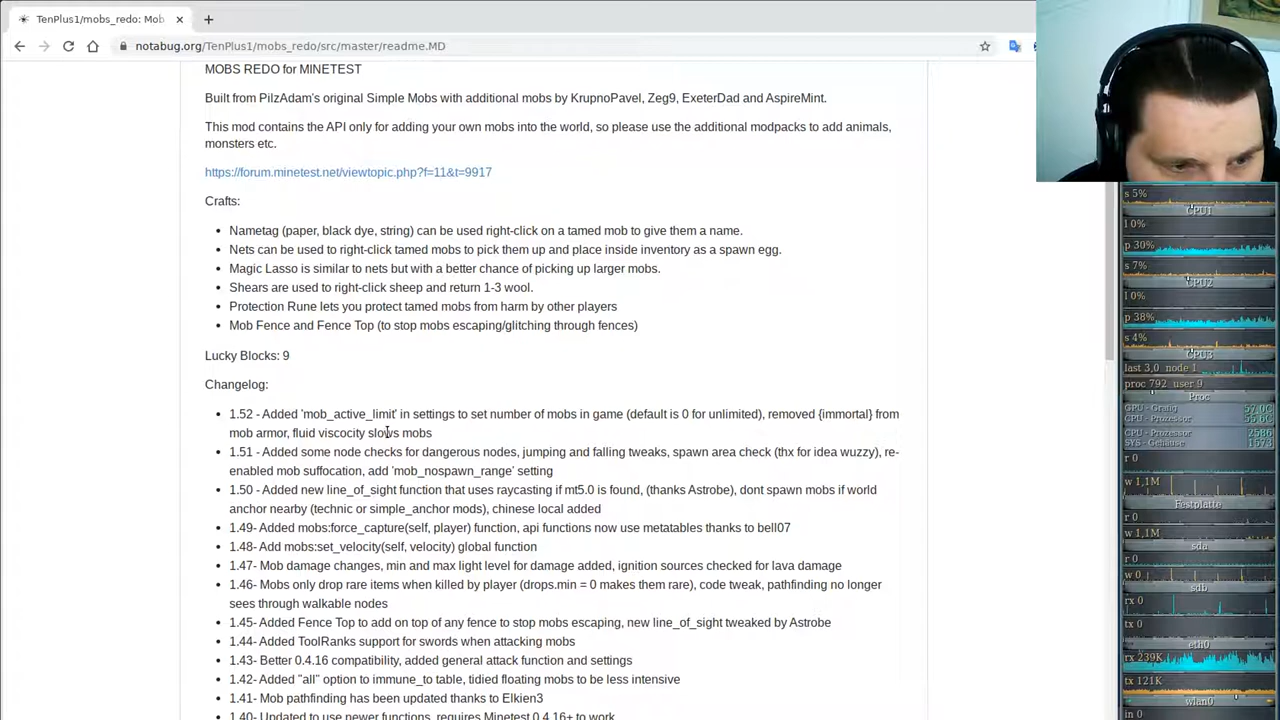 TenPlus1/mobs_redo: Mob
notabug.org/TenPlus1/mobs_redo/src/master/readme.MD
MOBS REDO for MINETEST
Built from PilzAdam's original Simple Mobs with additional mobs by KrupnoPavel, Zeg9, ExeterDad and AspireMint.
This mod contains the API only for adding your own mobs into the world, so please use the additional modpacks to add animals,
monsters etc.
https://forum.minetest.net/viewtopic.php?f=11&t=9917
Crafts:
Nametag (paper, black dye, string) can be used right-click on a tamed mob to give them a name.
Nets can be used to right-click tamed mobs to pick them up and place inside inventory as a spawn egg.
Magic Lasso is similar to nets but with a better chance of picking up larger mobs.
Shears are used to right-click sheep and return 1-3 wool.
Protection Rune lets you protect tamed mobs from harm by other players
Mob Fence and Fence Top (to stop mobs escaping/glitching through fences)
Lucky Blocks: 9
Changelog:
1.52 - Added 'mob_active_limit' in settings to set number of mobs in game (default is 0 for unlimited), removed {immortal} from
mob armor, fluid viscocity slows mobs
1.51 - Added some node checks for dangerous nodes, jumping and falling tweaks, spawn area check (thx for idea wuzzy), re-
enabled mob suffocation, add 'mob_nospawn_range' setting
1.50 - Added new line_of_sight function that uses raycasting if mt5.0 is found, (thanks Astrobe), dont spawn mobs if world
anchor nearby (technic or simple_anchor mods), chinese local added
1.49- Added mobs:force_capture(self, player) function, api functions now use metatables thanks to bell07
1.48- Add mobs:set_velocity(self, velocity) global function
1.47- Mob damage changes, min and max light level for damage added, ignition sources checked for lava damage
1.46- Mobs only drop rare items when killed by player (drops.min = 0 makes them rare), code tweak, pathfinding no longer
sees through walkable nodes
1.45- Added Fence Top to add on top of any fence to stop mobs escaping, new line_of_sight tweaked by Astrobe
1.44- Added ToolRanks support for swords when attacking mobs
1.43- Better 0.4.16 compatibility, added general attack function and settings
1.42- Added "all" option to immune_to table, tidied floating mobs to be less intensive
1.41- Mob pathfinding has been updated thanks to Elkien3
1.40- Updated to use newer functions, requires Minetest 0.4.16+ to work
s 5%
CPU1
l 0%
p 30%
s 7%
CPU2
l 0%
p 38%
s 4%
CPU3
last 3,0 node 1
proc 792 user 9
Proc
GPU - Grafig 57,0C
CPU - Prozessor 55,6C
CPU - Prozessor 2586
SYS - Gehäuse 1573
r 0
w 1,1M
Festplatte
r 0
w 1,1M
sda
r 0
w 0
sdb
rx 0
tx 0
eth0
rx 239K
tx 121K
wlan0
in 0